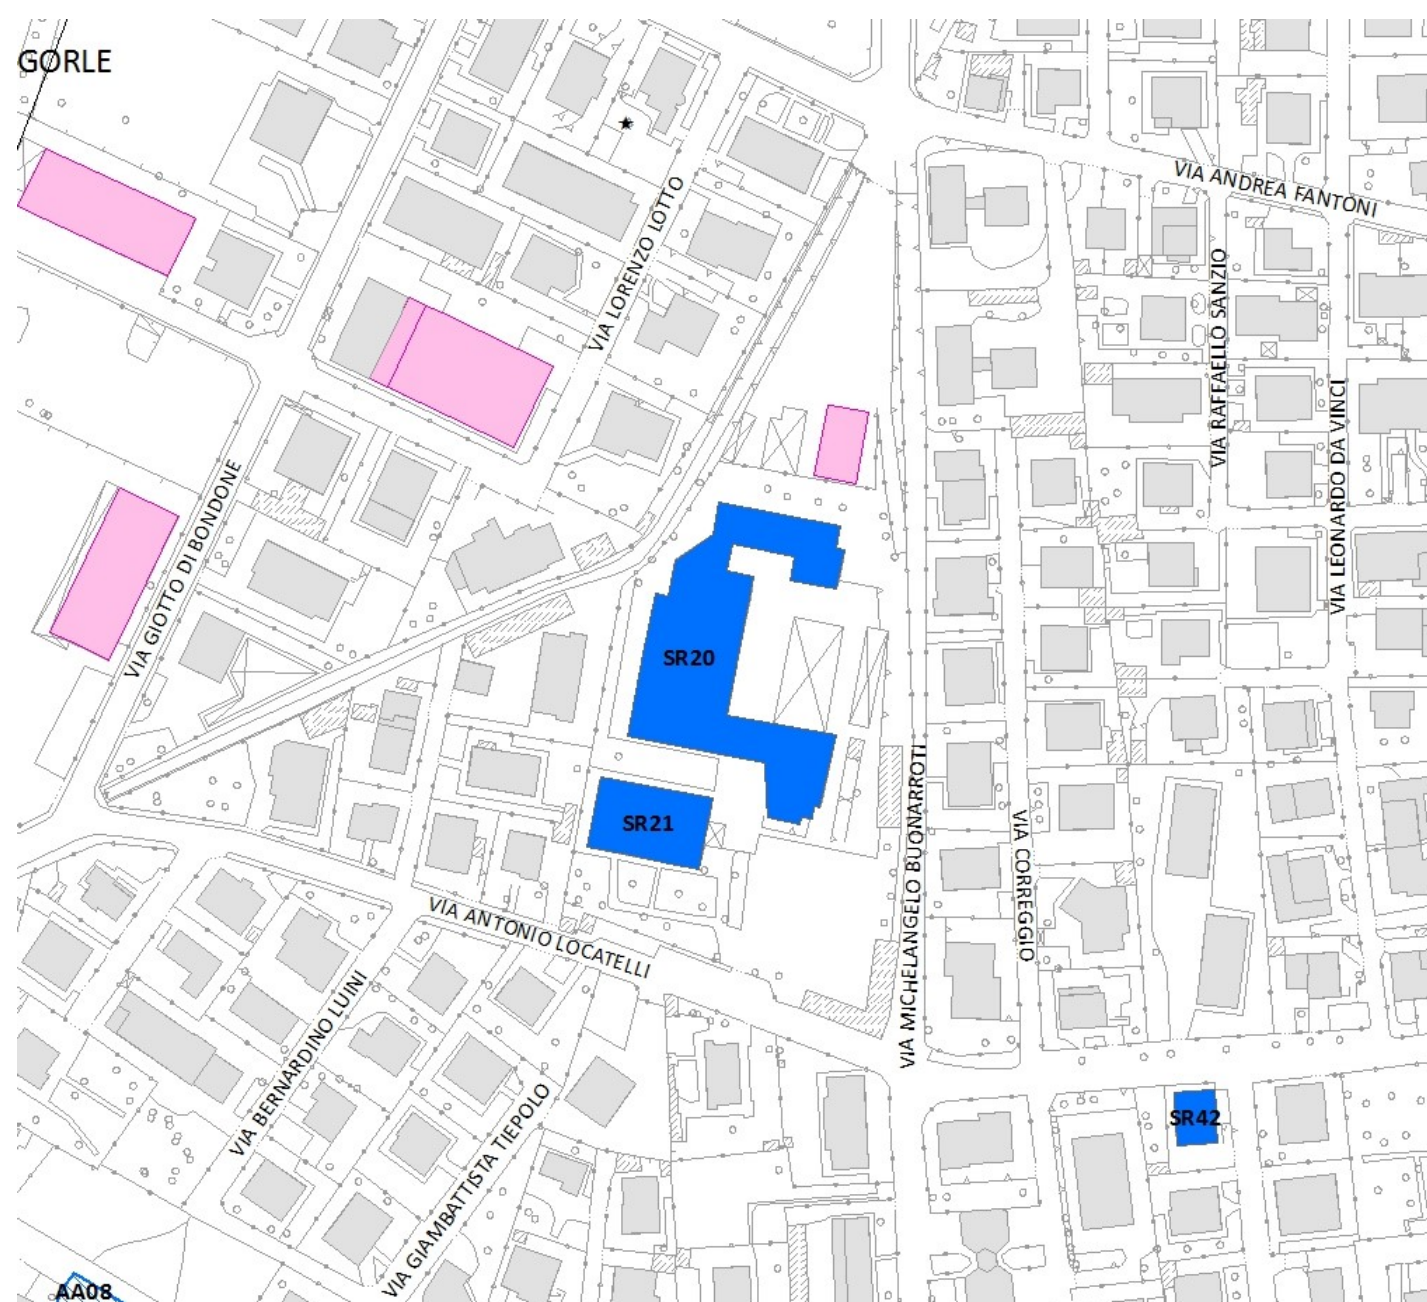 GORLE
VIA ANDREA FANTONI
VIA LORENZO LOTTO
VIA RAFFAELLO SANZIO
VIA LEONARDO DA VINCI
VIA GIOTTO DI BONDONE
SR20
SR21
VIA MICHELANGELO BUONARROTI
VIA CORREGGIO
VIA ANTONIO LOCATELLI
VIA BERNARDINO LUINI
VIA GIAMBATTISTA TIEPOLO
SR42
AA08